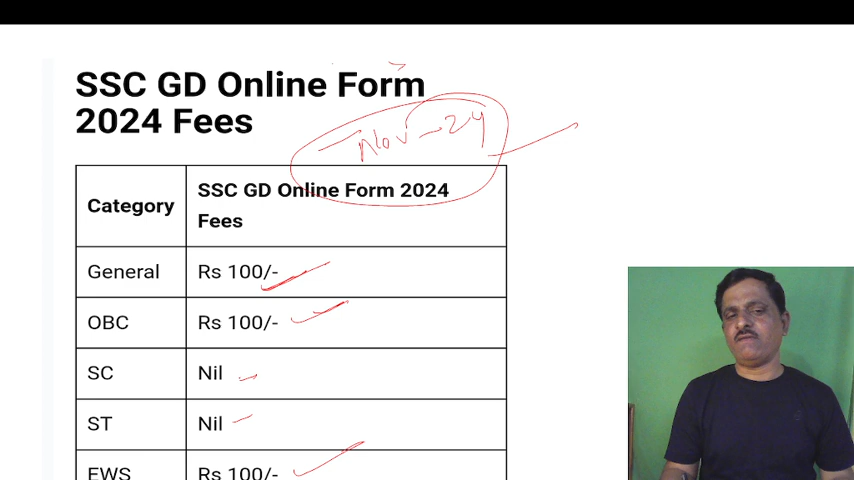 SSC GD Online Form
2024 Fees
Nov - 24
Category
SSC GD Online Form 2024
Fees
General Rs 100/-
OBC Rs 100/-
SC Nil
ST Nil
EWS Rs 100/-